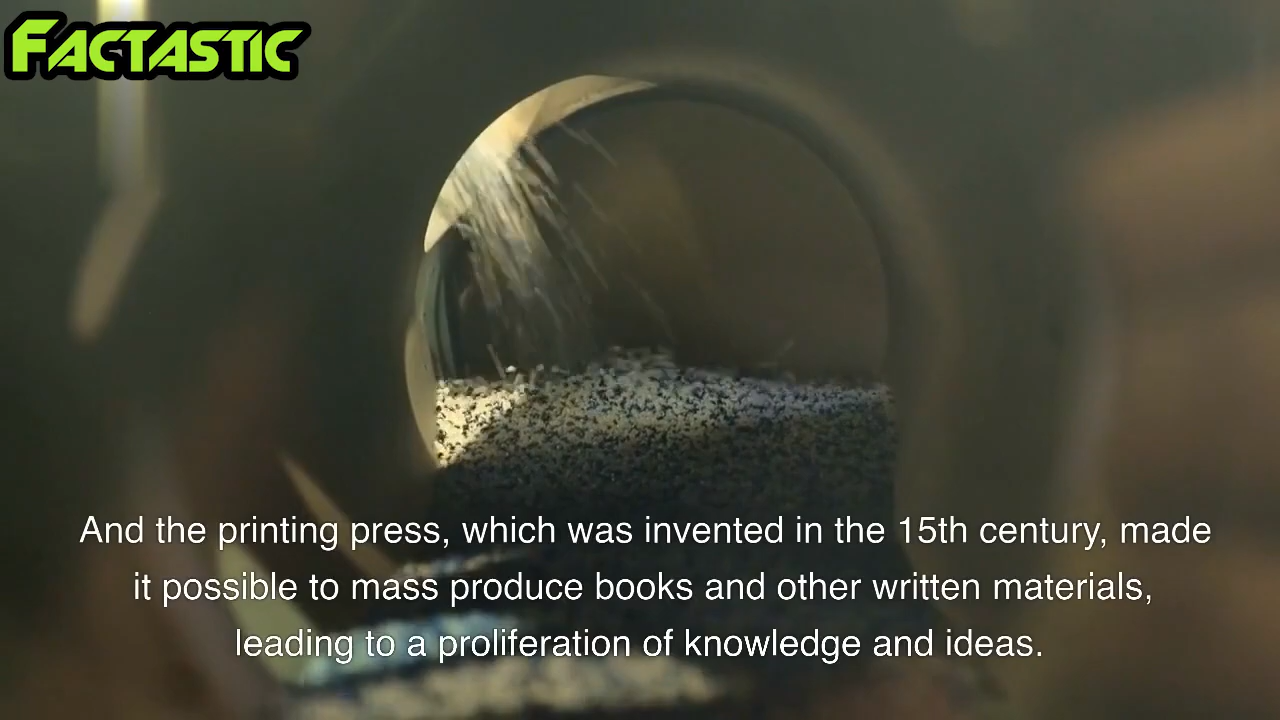 FACTASTIC
And the printing press, which was invented in the 15th century, made
it possible to mass produce books and other written materials,
leading to a proliferation of knowledge and ideas.